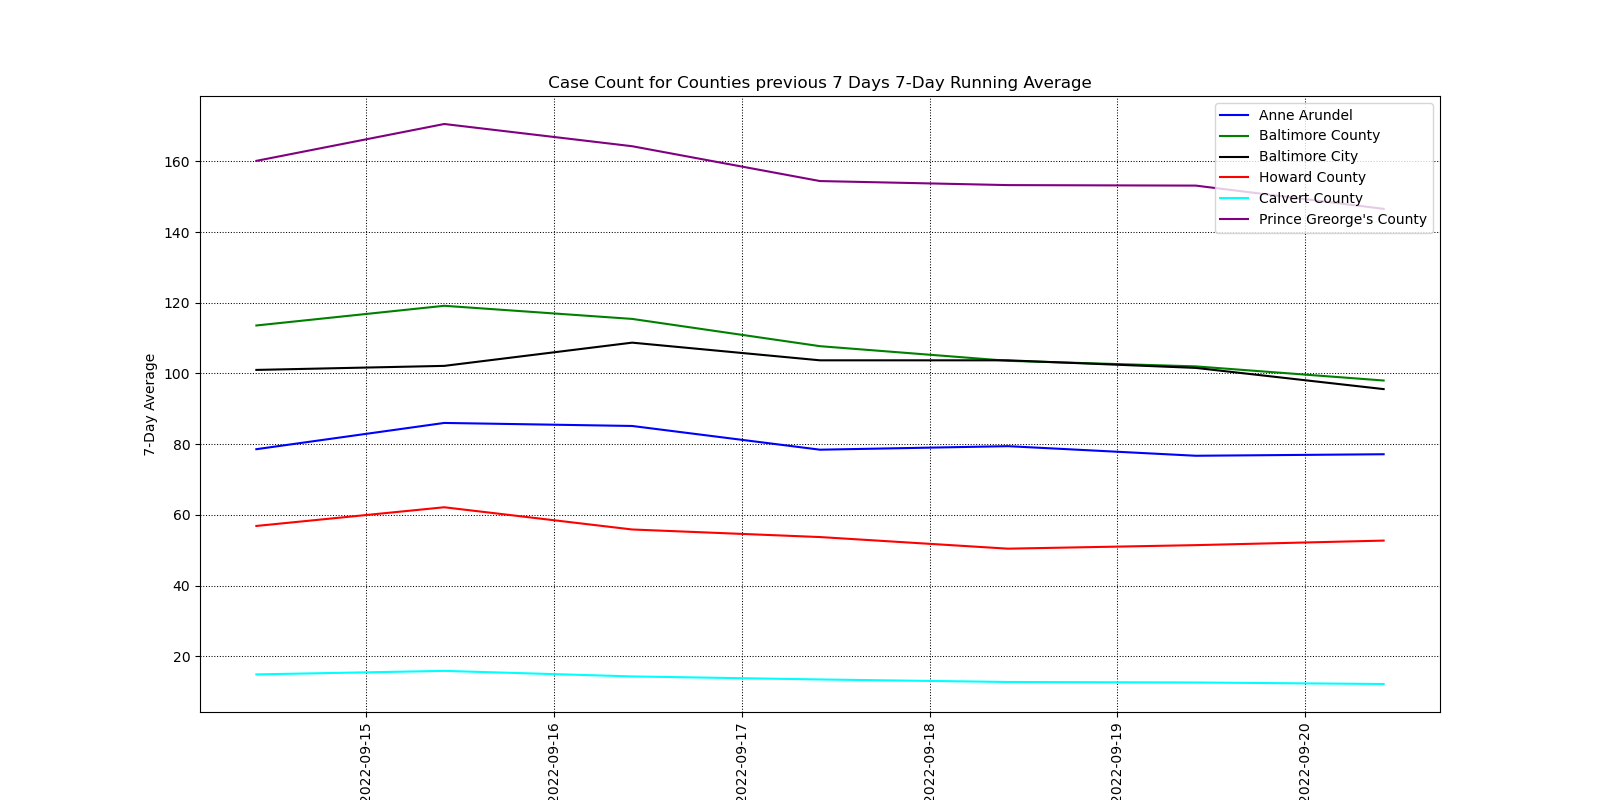 Case Count for Counties previous 7 Days 7-Day Running Average
Anne Arundel
Baltimore County
Baltimore City
Howard County
Calvert County
Prince Greorge's County
7-Day Average
160
140
120
100
80
60
40
20
2022-09-15
2022-09-16
2022-09-17
2022-09-18
2022-09-19
2022-09-20